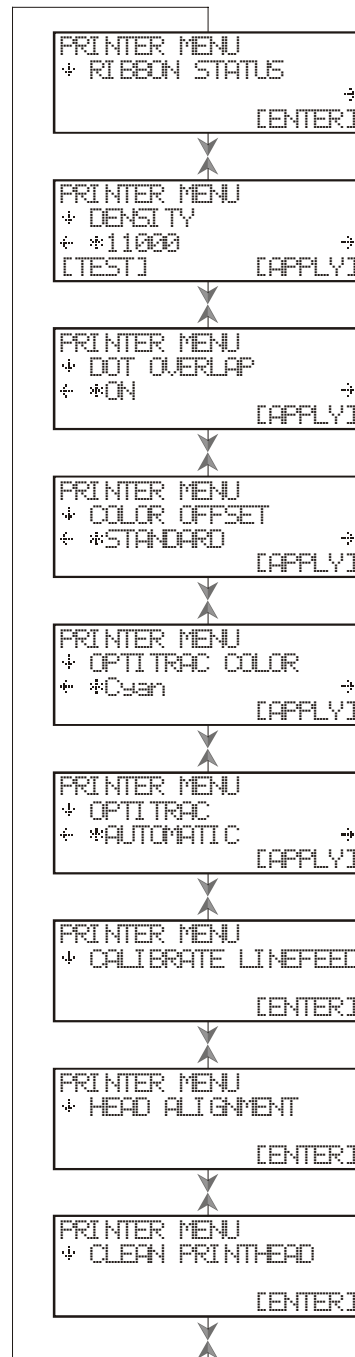 PRINTER MENU
↓ RIBBON STATUS
→
[ENTER]
PRINTER MENU
↓ DENSITY
← *11000 →
[TEST] [APPLY]
PRINTER MENU
↓ DOT OVERLAP
← *ON →
[APPLY]
PRINTER MENU
↓ COLOR OFFSET
← *STANDARD →
[APPLY]
PRINTER MENU
↓ OPTITRAC COLOR
← *Cyan →
[APPLY]
PRINTER MENU
↓ OPTITRAC
← *AUTOMATIC →
[APPLY]
PRINTER MENU
↓ CALIBRATE LINEFEED
[ENTER]
PRINTER MENU
↓ HEAD ALIGNMENT
[ENTER]
PRINTER MENU
↓ CLEAN PRINTHEAD
[ENTER]